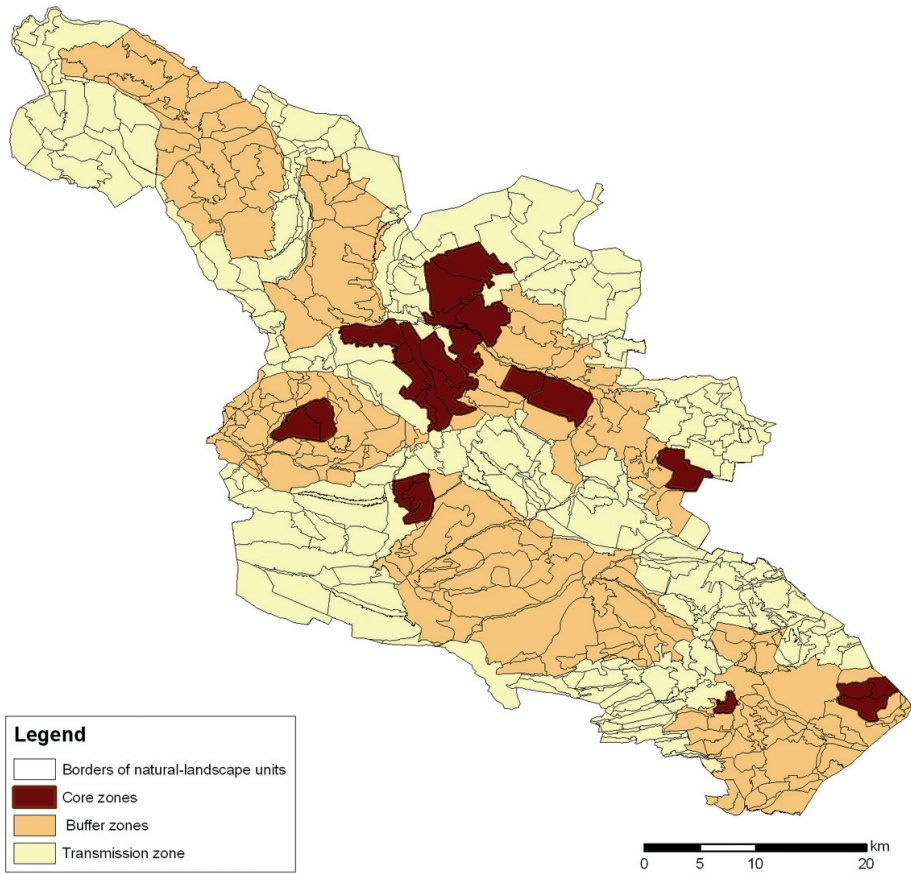 Legend
Borders of natural-landscape units
Core zones
Buffer zones
Transmission zone
km
0 5 10 20